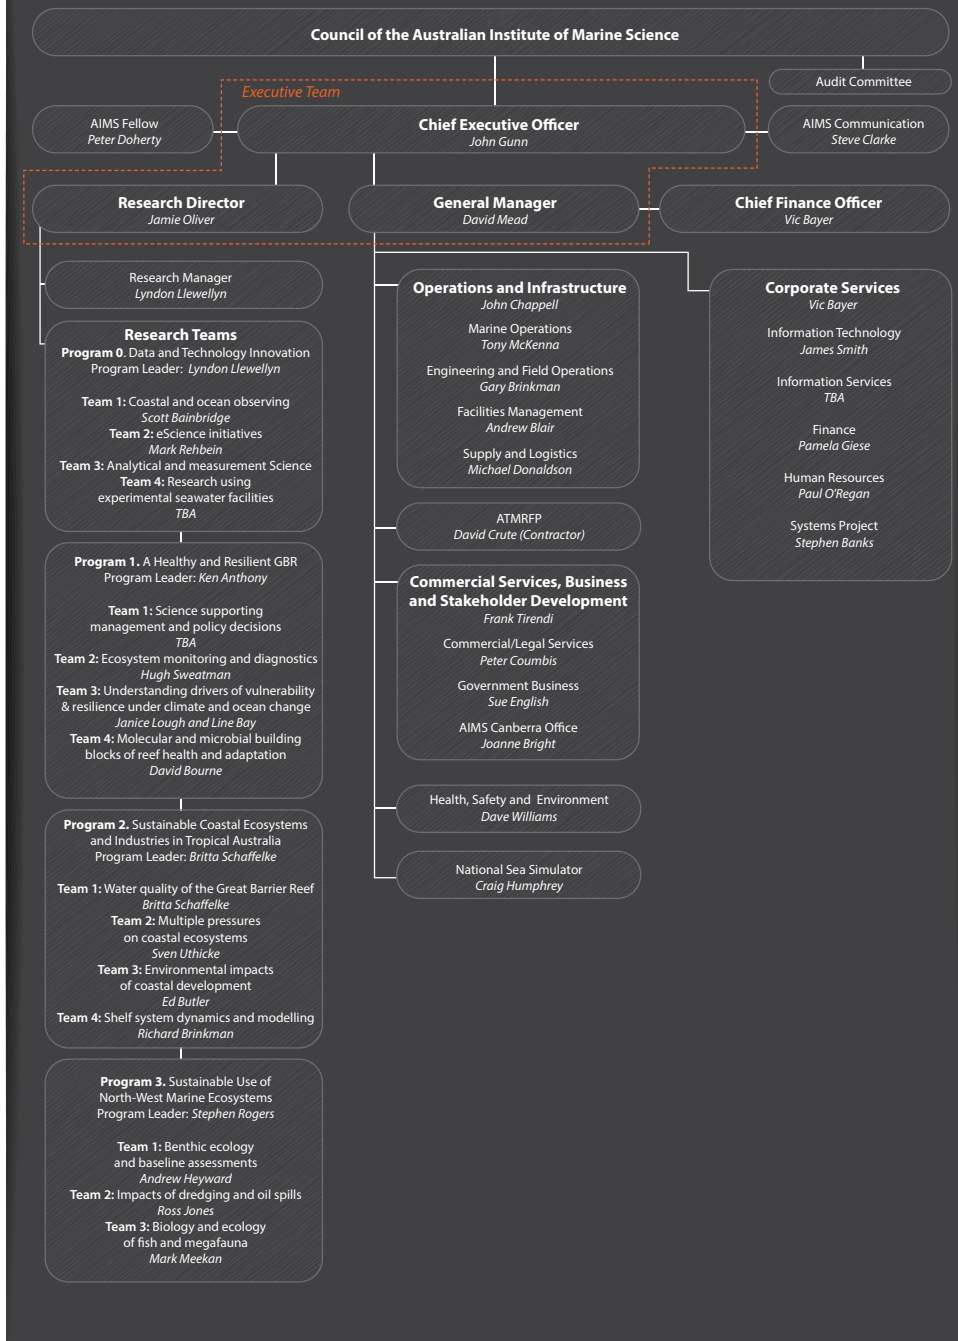 Council of the Australian Institute of Marine Science
Audit Committee
Executive Team
AIMS Fellow
Peter Doherty
Chief Executive Officer
John Gunn
AIMS Communication
Steve Clarke
Research Director
Jamie Oliver
General Manager
David Mead
Chief Finance Officer
Vic Bayer
Research Manager
Lyndon Llewellyn
Research Teams
Program 0. Data and Technology Innovation
Program Leader: Lyndon Llewellyn
Team 1: Coastal and ocean observing
Scott Bainbridge
Team 2: eScience initiatives
Mark Rehbein
Team 3: Analytical and measurement Science
Team 4: Research using
experimental seawater facilities
TBA
Program 1. A Healthy and Resilient GBR
Program Leader: Ken Anthony
Team 1: Science supporting
management and policy decisions
TBA
Team 2: Ecosystem monitoring and diagnostics
Hugh Sweatman
Team 3: Understanding drivers of vulnerability
& resilience under climate and ocean change
Janice Lough and Line Bay
Team 4: Molecular and microbial building
blocks of reef health and adaptation
David Bourne
Program 2. Sustainable Coastal Ecosystems
and Industries in Tropical Australia
Program Leader: Britta Schaffelke
Team 1: Water quality of the Great Barrier Reef
Britta Schaffelke
Team 2: Multiple pressures
on coastal ecosystems
Sven Uthicke
Team 3: Environmental impacts
of coastal development
Ed Butler
Team 4: Shelf system dynamics and modelling
Richard Brinkman
Program 3. Sustainable Use of
North-West Marine Ecosystems
Program Leader: Stephen Rogers
Team 1: Benthic ecology
and baseline assessments
Andrew Heyward
Team 2: Impacts of dredging and oil spills
Ross Jones
Team 3: Biology and ecology
of fish and megafauna
Mark Meekan
Operations and Infrastructure
John Chappell
Marine Operations
Tony McKenna
Engineering and Field Operations
Gary Brinkman
Facilities Management
Andrew Blair
Supply and Logistics
Michael Donaldson
ATMRFP
David Crute (Contractor)
Commercial Services, Business
and Stakeholder Development
Frank Tirendi
Commercial/Legal Services
Peter Coumbis
Government Business
Sue English
AIMS Canberra Office
Joanne Bright
Health, Safety and Environment
Dave Williams
National Sea Simulator
Craig Humphrey
Corporate Services
Vic Bayer
Information Technology
James Smith
Information Services
TBA
Finance
Pamela Giese
Human Resources
Paul O'Regan
Systems Project
Stephen Banks